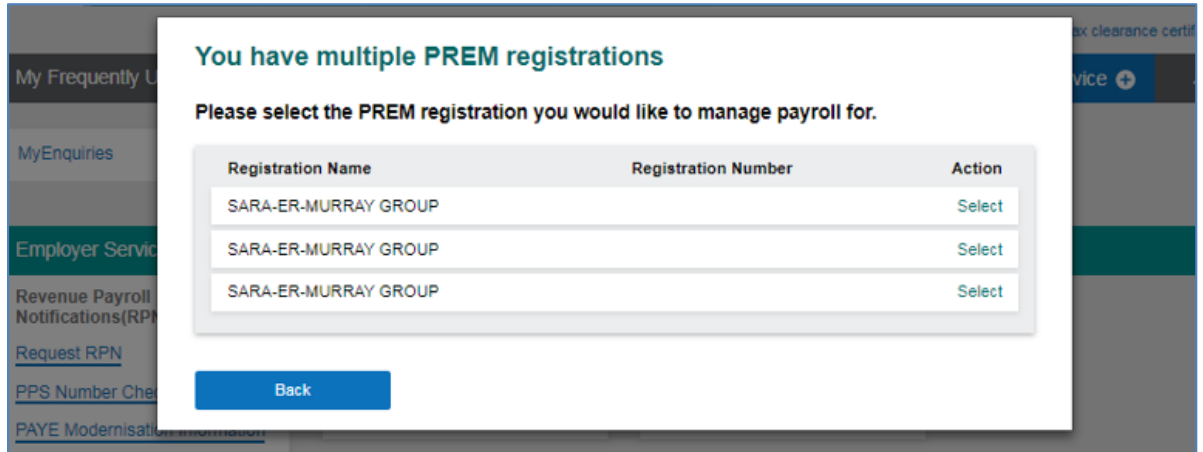 ax clearance certif
My Frequently U
vice
MyEnquiries
Employer Servic
Revenue Payroll
Notifications(RPN
Request RPN
PPS Number Chec
PAYE Modernisation Information
You have multiple PREM registrations
Please select the PREM registration you would like to manage payroll for.
Registration Name Registration Number Action
SARA-ER-MURRAY GROUP Select
SARA-ER-MURRAY GROUP Select
SARA-ER-MURRAY GROUP Select
Back